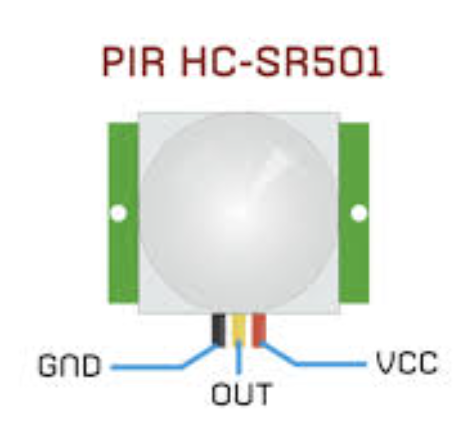 PIR HC-SR501
GND
VCC
OUT